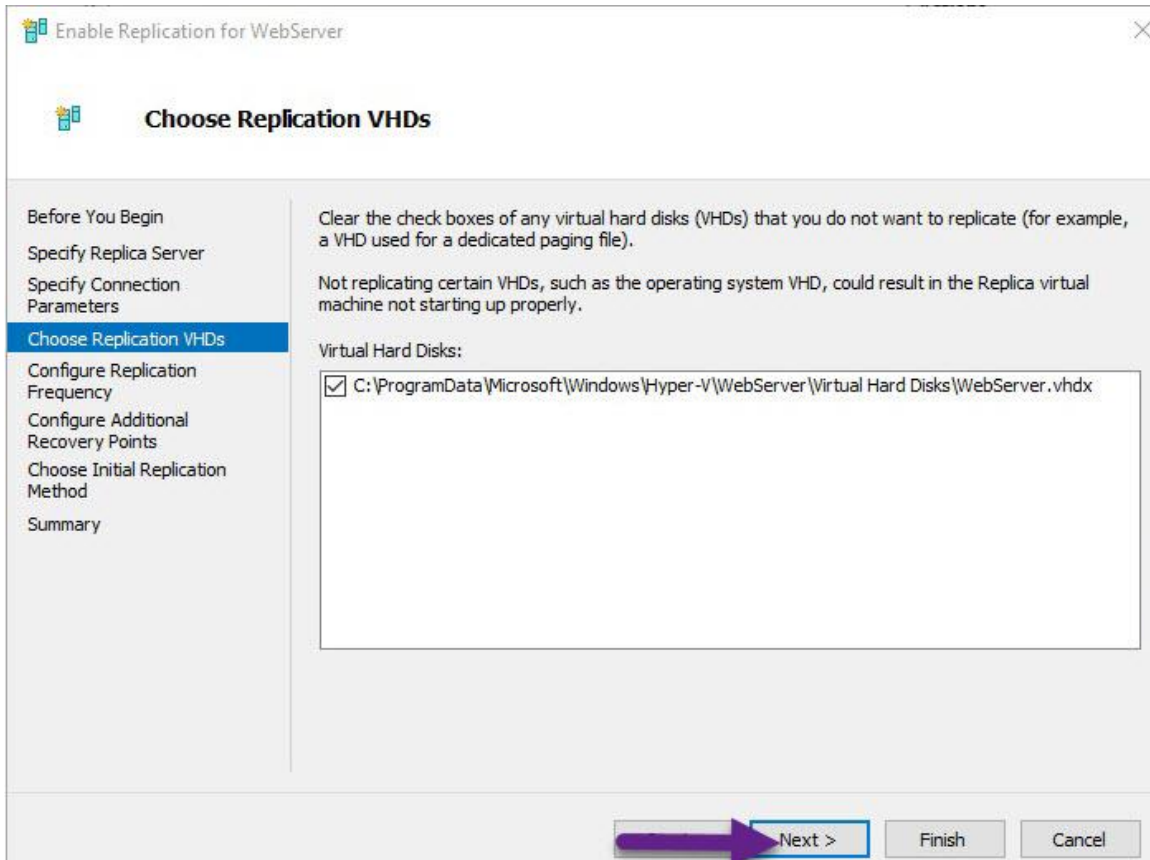 Enable Replication for WebServer
Choose Replication VHDs
Before You Begin
Specify Replica Server
Specify Connection
Parameters
Choose Replication VHDs
Configure Replication
Frequency
Configure Additional
Recovery Points
Choose Initial Replication
Method
Summary
Clear the check boxes of any virtual hard disks (VHDs) that you do not want to replicate (for example,
a VHD used for a dedicated paging file).
Not replicating certain VHDs, such as the operating system VHD, could result in the Replica virtual
machine not starting up properly.
Virtual Hard Disks:
C:\ProgramData\Microsoft\Windows\Hyper-V\WebServer\Virtual Hard Disks\WebServer.vhdx
Next >
Finish
Cancel